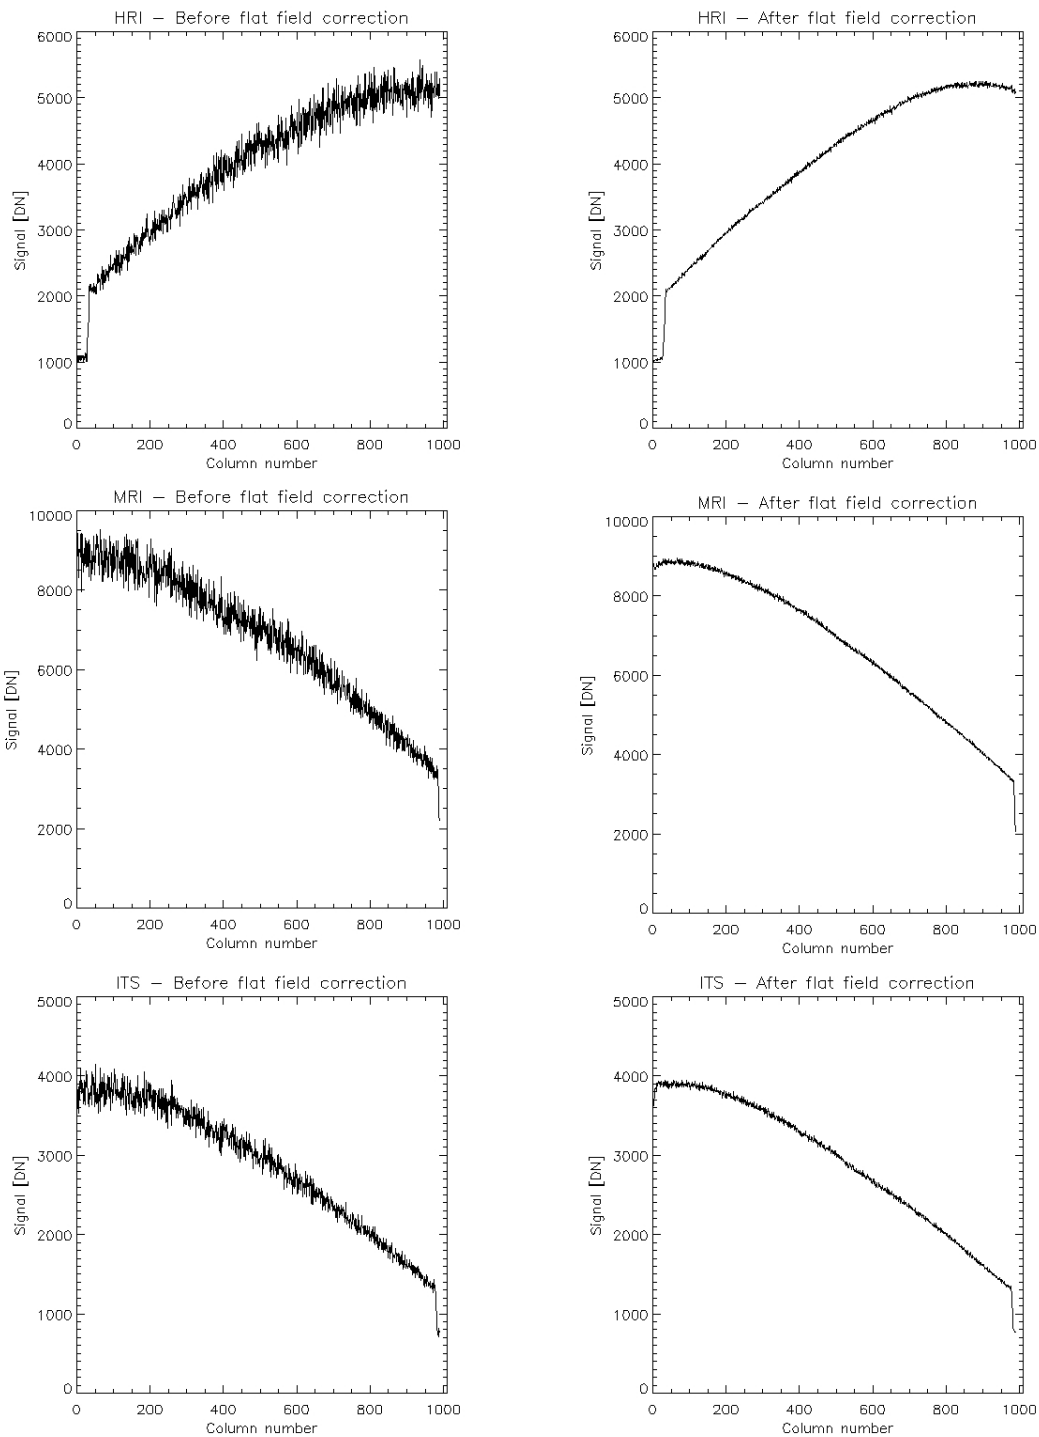 HRI – Before flat field correction
6000
5000
4000
3000
2000
1000
0
Signal [DN]
0 200 400 600 800 1000
Column number
HRI – After flat field correction
6000
5000
4000
3000
2000
1000
0
Signal [DN]
0 200 400 600 800 1000
Column number
MRI – Before flat field correction
10000
8000
6000
4000
2000
0
Signal [DN]
0 200 400 600 800 1000
Column number
MRI – After flat field correction
10000
8000
6000
4000
2000
0
Signal [DN]
0 200 400 600 800 1000
Column number
ITS – Before flat field correction
5000
4000
3000
2000
1000
0
Signal [DN]
0 200 400 600 800 1000
Column number
ITS – After flat field correction
5000
4000
3000
2000
1000
0
Signal [DN]
0 200 400 600 800 1000
Column number